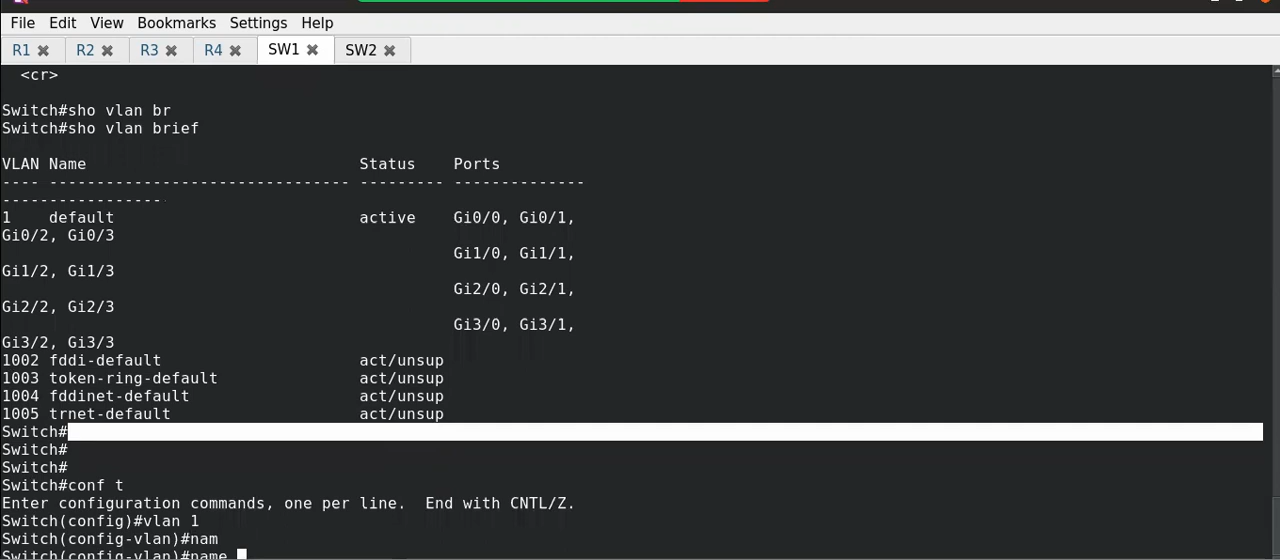 File Edit View Bookmarks Settings Help
R1 R2 R3 R4 SW1 SW2
<cr>
Switch#sho vlan br
Switch#sho vlan brief
VLAN Name                             Status    Ports
---- -------------------------------- --------- --------------
-----------------
1    default                          active    Gi0/0, Gi0/1,
Gi0/2, Gi0/3
                                                Gi1/0, Gi1/1,
Gi1/2, Gi1/3
                                                Gi2/0, Gi2/1,
Gi2/2, Gi2/3
                                                Gi3/0, Gi3/1,
Gi3/2, Gi3/3
1002 fddi-default                     act/unsup
1003 token-ring-default               act/unsup
1004 fddinet-default                  act/unsup
1005 trnet-default                    act/unsup
Switch#
Switch#
Switch#
Switch#conf t
Enter configuration commands, one per line.  End with CNTL/Z.
Switch(config)#vlan 1
Switch(config-vlan)#nam
Switch(config-vlan)#name